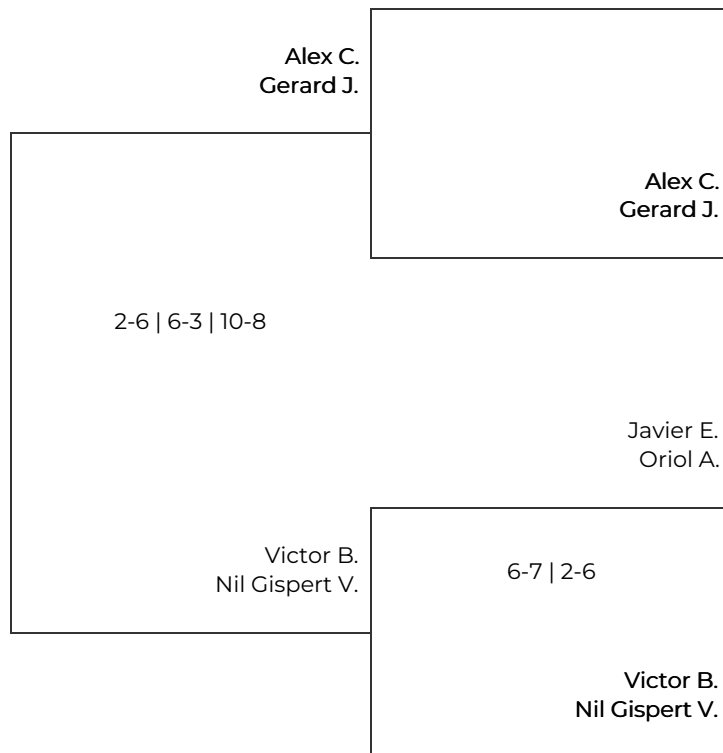 Alex C.
Gerard J.
Alex C.
Gerard J.
2-6 | 6-3 | 10-8
Javier E.
Oriol A.
Victor B.
Nil Gispert V.
6-7 | 2-6
Victor B.
Nil Gispert V.